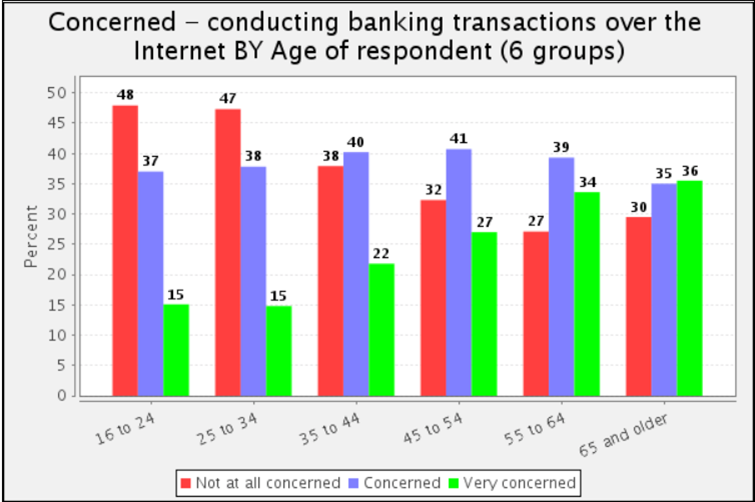 Concerned – conducting banking transactions over the
Internet BY Age of respondent (6 groups)
Percent
50
45
40
35
30
25
20
15
10
5
0
48
37
15
47
38
15
38
40
22
32
41
27
27
39
34
30
35
36
16 to 24
25 to 34
35 to 44
45 to 54
55 to 64
65 and older
Not at all concerned
Concerned
Very concerned